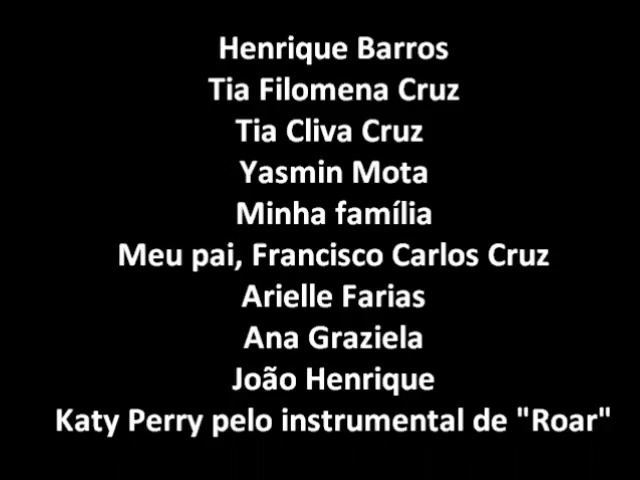 Henrique Barros
Tia Filomena Cruz
Tia Cliva Cruz
Yasmin Mota
Minha família
Meu pai, Francisco Carlos Cruz
Arielle Farias
Ana Graziela
João Henrique
Katy Perry pelo instrumental de "Roar"